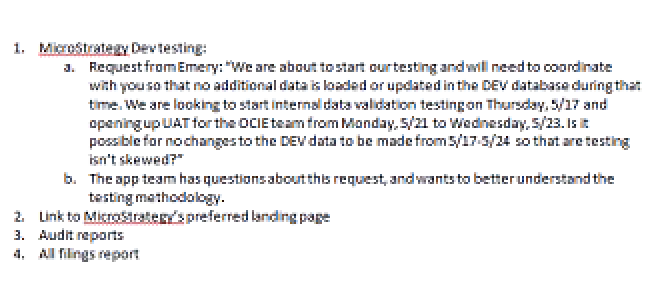 1. MicroStrategy Dev testing:
a. Request from Emery: "We are about to start our testing and will need to coordinate
with you so that no additional data is loaded or updated in the DEV database during that
time. We are looking to start internal data validation testing on Thursday, 5/17 and
opening up UAT for the OCIE team from Monday, 5/21 to Wednesday, 5/23. Is it
possible for no changes to the DEV data to be made from 5/17-5/24 so that are testing
isn't skewed?"
b. The app team has questions about this request, and wants to better understand the
testing methodology.
2. Link to MicroStrategy's preferred landing page
3. Audit reports
4. All filings report